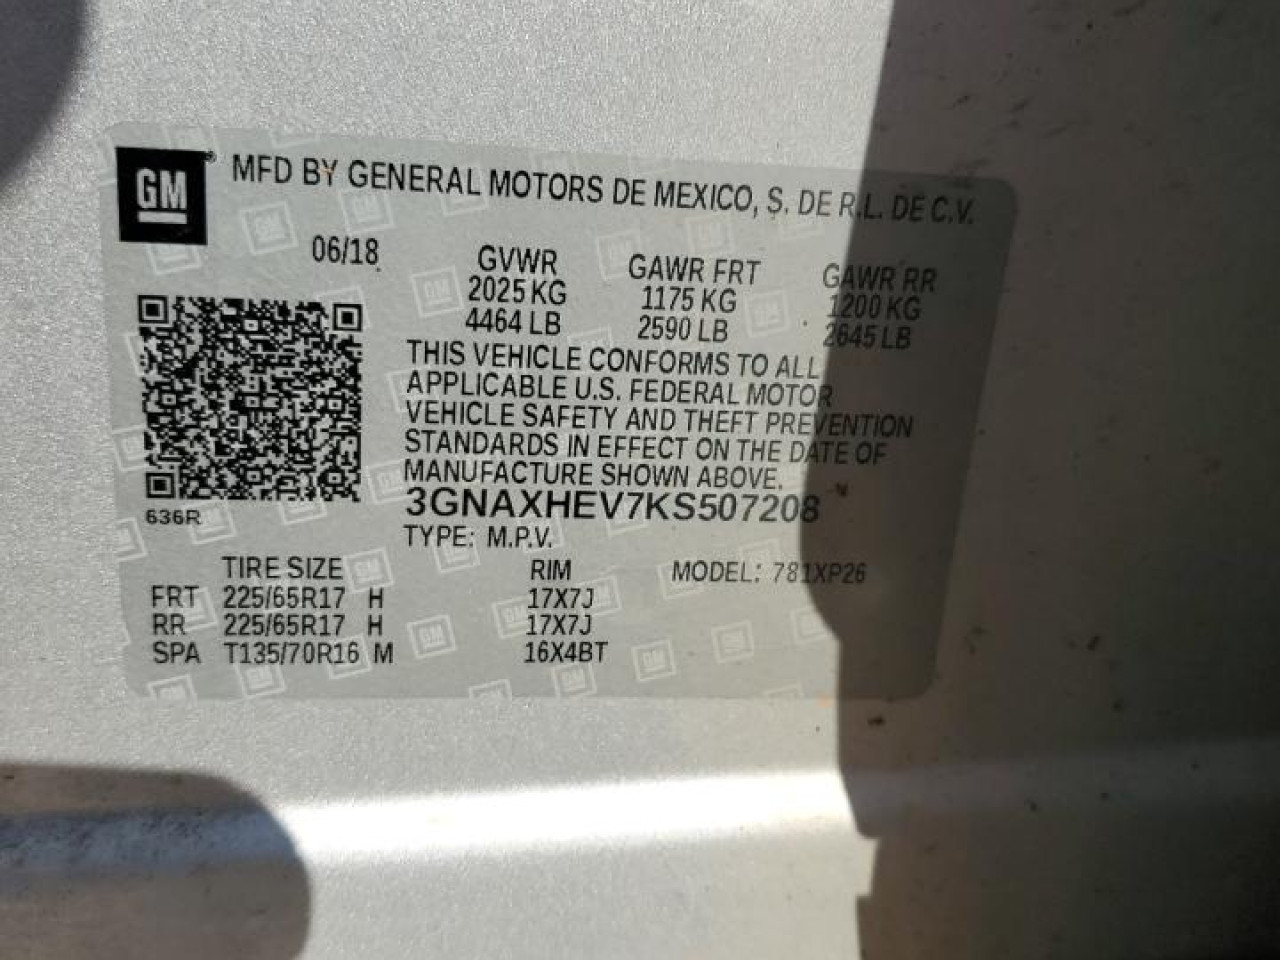 GM® MFD BY GENERAL MOTORS DE MEXICO, S. DE R.L. DE C.V.
06/18 GVWR GAWR FRT GAWR RR
2025 KG 1175 KG 1200 KG
4464 LB 2590 LB 2645 LB
THIS VEHICLE CONFORMS TO ALL
APPLICABLE U.S. FEDERAL MOTOR
VEHICLE SAFETY AND THEFT PREVENTION
STANDARDS IN EFFECT ON THE DATE OF
MANUFACTURE SHOWN ABOVE.
3GNAXHEV7KS507208
636R
TYPE: M.P.V.
TIRE SIZE RIM MODEL: 781XP26
FRT 225/65R17 H 17X7J
RR 225/65R17 H 17X7J
SPA T135/70R16 M 16X4BT